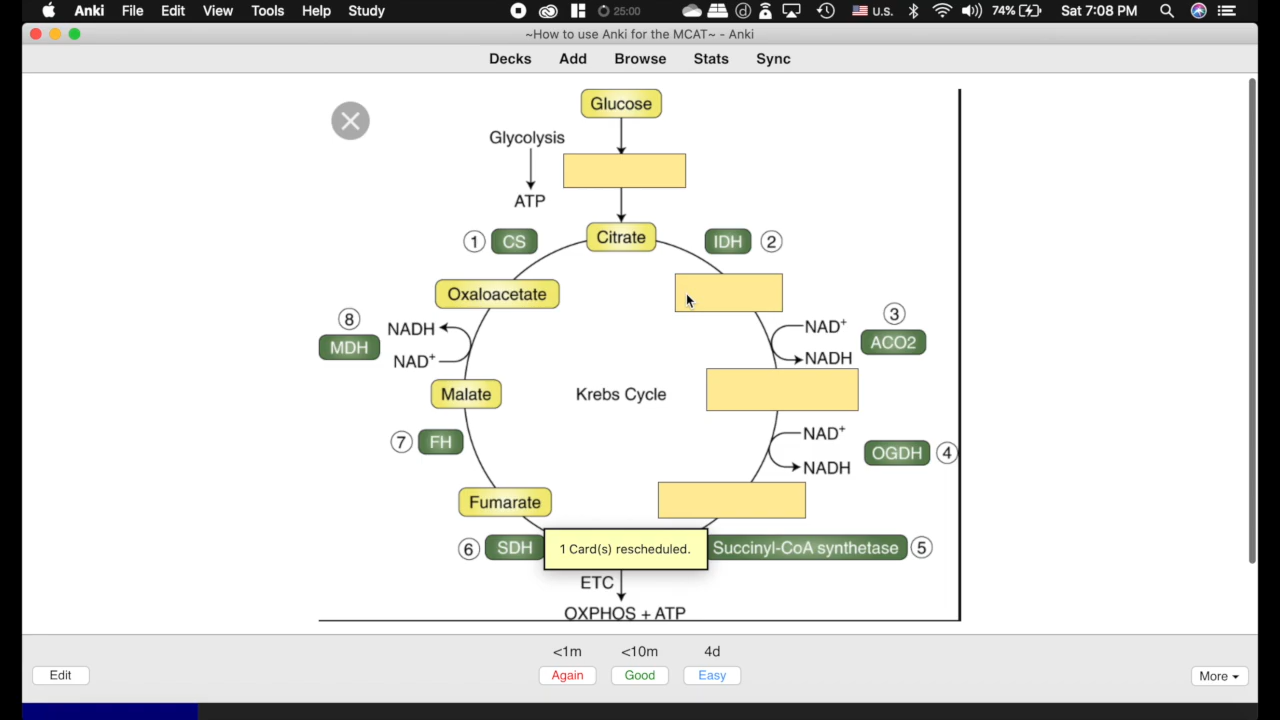 Anki File Edit View Tools Help Study 25:00 U.S. 74% Sat 7:08 PM
~How to use Anki for the MCAT~ - Anki
Decks Add Browse Stats Sync
Glucose
Glycolysis
ATP
① CS Citrate IDH ②
Oxaloacetate
⑧ NADH NAD+ ③
MDH NAD+ NADH ACO2
Malate Krebs Cycle
⑦ FH NAD+
NADH OGDH ④
Fumarate
⑥ SDH 1 Card(s) rescheduled. Succinyl-CoA synthetase ⑤
ETC
OXPHOS + ATP
<1m <10m 4d
Edit Again Good Easy More